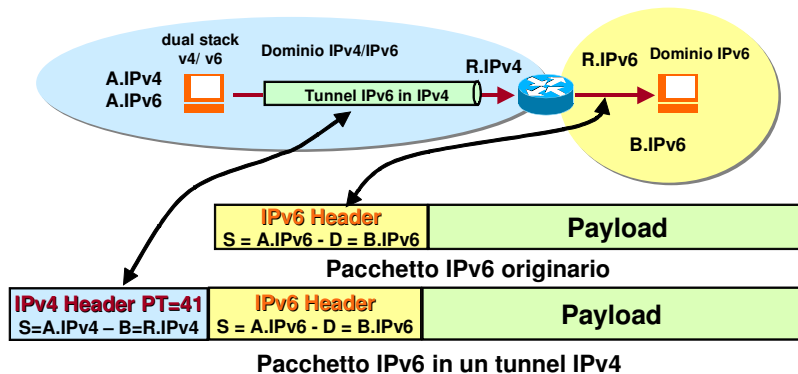 dual stack
v4/ v6
Dominio IPv4/IPv6
A.IPv4
A.IPv6
Tunnel IPv6 in IPv4
R.IPv4
R.IPv6
Dominio IPv6
B.IPv6
IPv6 Header
S = A.IPv6 - D = B.IPv6
Payload
Pacchetto IPv6 originario
IPv4 Header PT=41
S=A.IPv4 – B=R.IPv4
IPv6 Header
S = A.IPv6 - D = B.IPv6
Payload
Pacchetto IPv6 in un tunnel IPv4